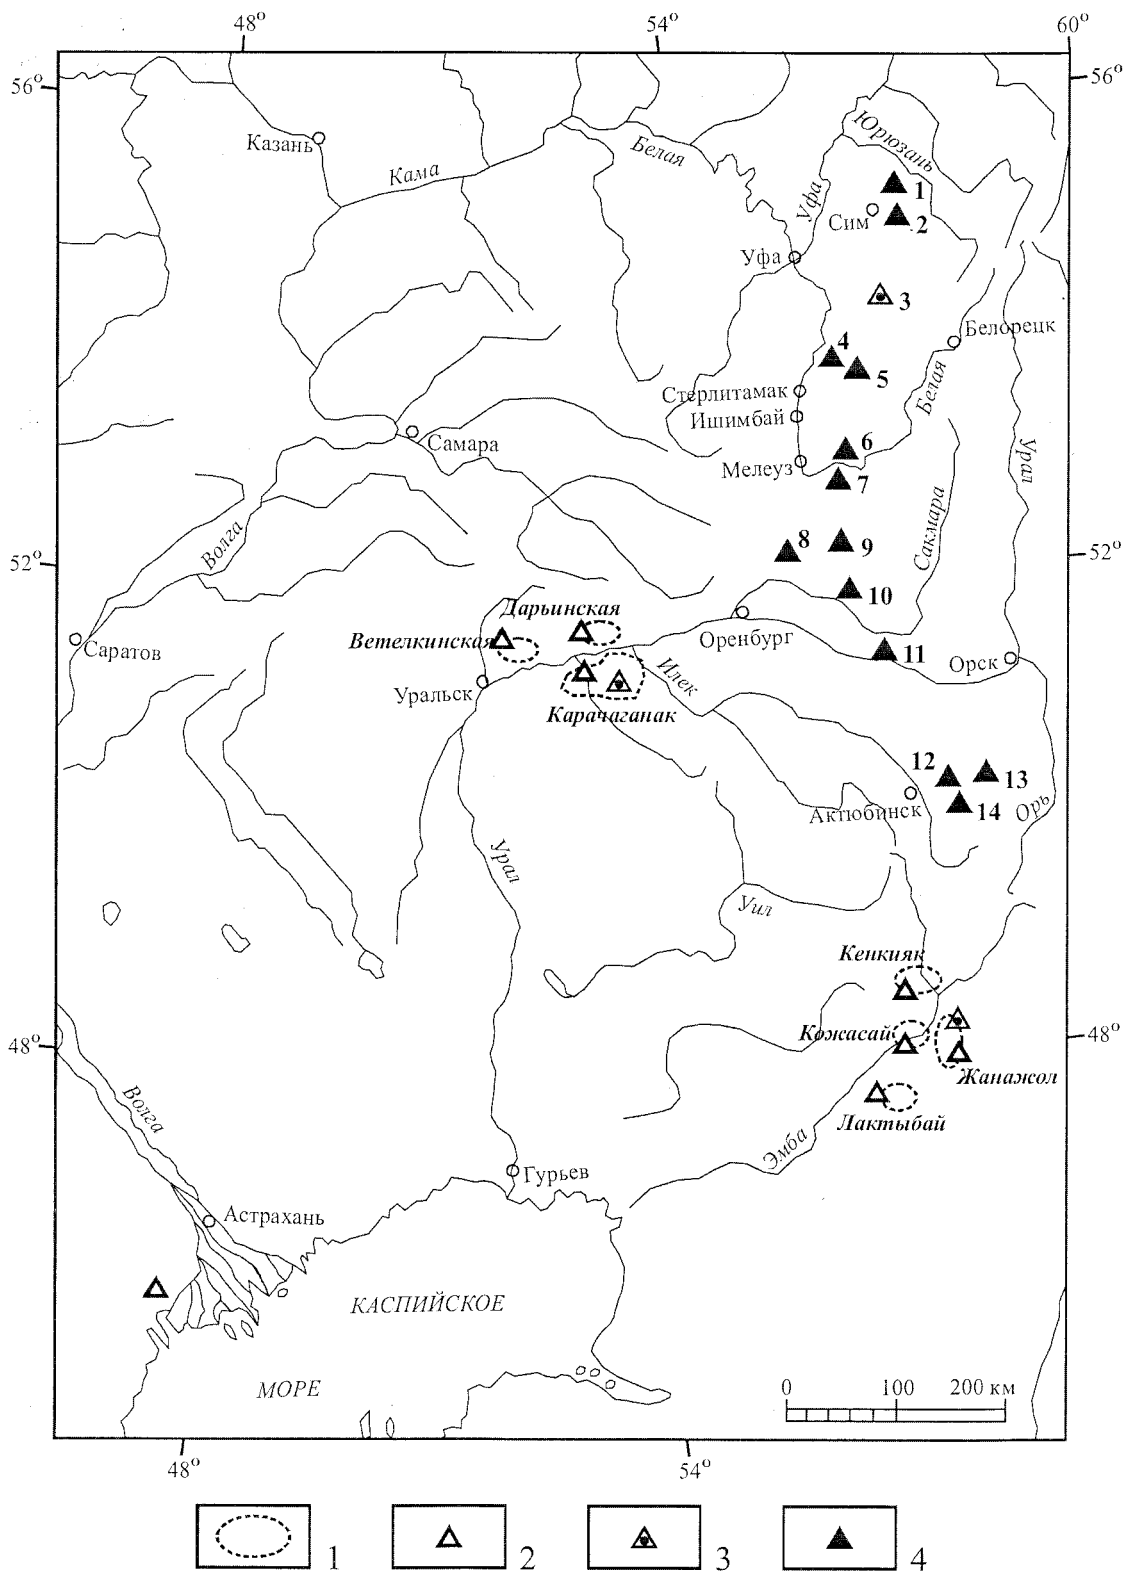 48° 54° 60°
56° 56°
Казань
Кама
Белая
Юрюзань
Уфа
1
Сим
2
Уфа
3
Белорецк
4
5
Стерлитамак
Белая
Ишимбай
Самара
6
Урал
Мелеуз
7
Сакмара
Волга
8
9
52° 52°
10
Дарьинская
Ветелкинская
Оренбург
Саратов
11
Орск
Илек
Уральск
Карачаганак
12
13
Актюбинск
14
Орь
Урал
Уил
Кенкияк
Кожасай
48° 48°
Жанажол
Волга
Лактыбай
Эмба
Гурьев
Астрахань
КАСПИЙСКОЕ
МОРЕ
0 100 200 км
48° 54°
1 2 3 4